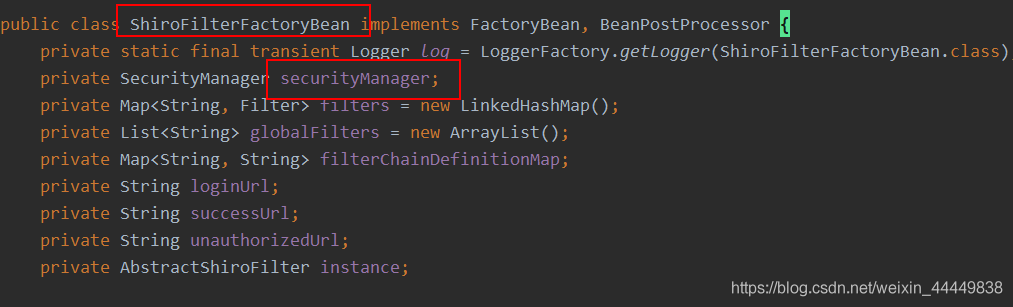 public class ShiroFilterFactoryBean implements FactoryBean, BeanPostProcessor {
private static final transient Logger log = LoggerFactory.getLogger(ShiroFilterFactoryBean.class)
private SecurityManager securityManager;
private Map<String, Filter> filters = new LinkedHashMap();
private List<String> globalFilters = new ArrayList();
private Map<String, String> filterChainDefinitionMap;
private String loginUrl;
private String successUrl;
private String unauthorizedUrl;
private AbstractShiroFilter instance;
https://blog.csdn.net/weixin_44449838